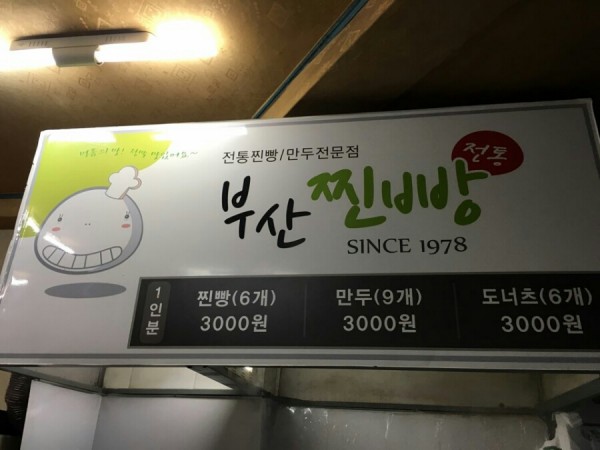 전통찐빵/만두전문점
전통
부산 찐빵
SINCE 1978
1인분
찐빵(6개) 만두(9개) 도너츠(6개)
3000원 3000원 3000원